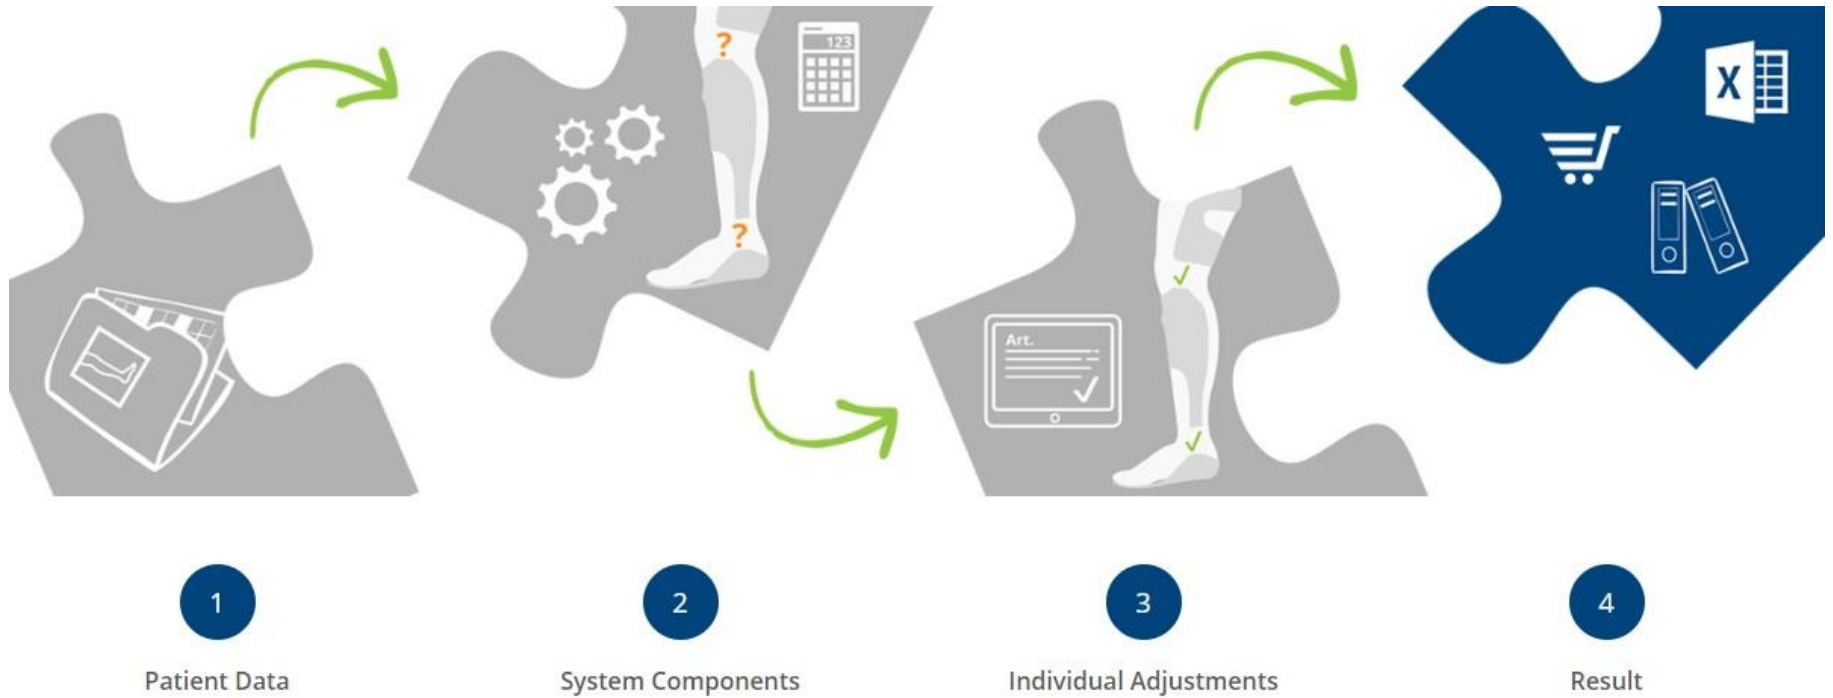 ?
123
?
Art.
X
1
2
3
4
Patient Data
System Components
Individual Adjustments
Result